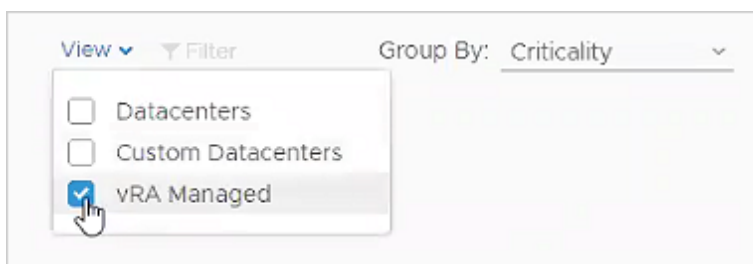 View Filter Group By: Criticality
Datacenters
Custom Datacenters
vRA Managed